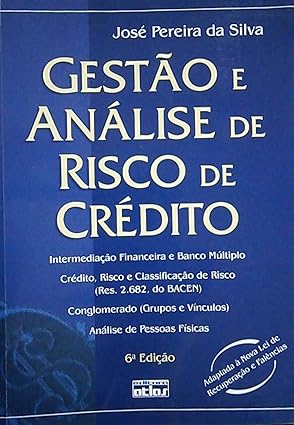 José Pereira da Silva
GESTÃO E
ANÁLISE DE
RISCO DE
CRÉDITO
Intermediação Financeira e Banco Múltiplo
Crédito, Risco e Classificação de Risco
(Res. 2.682, do BACEN)
Conglomerado (Grupos e Vínculos)
Análise de Pessoas Físicas
6ª Edição
Adaptada à Nova Lei de
Recuperação e Falências
editora
atlas